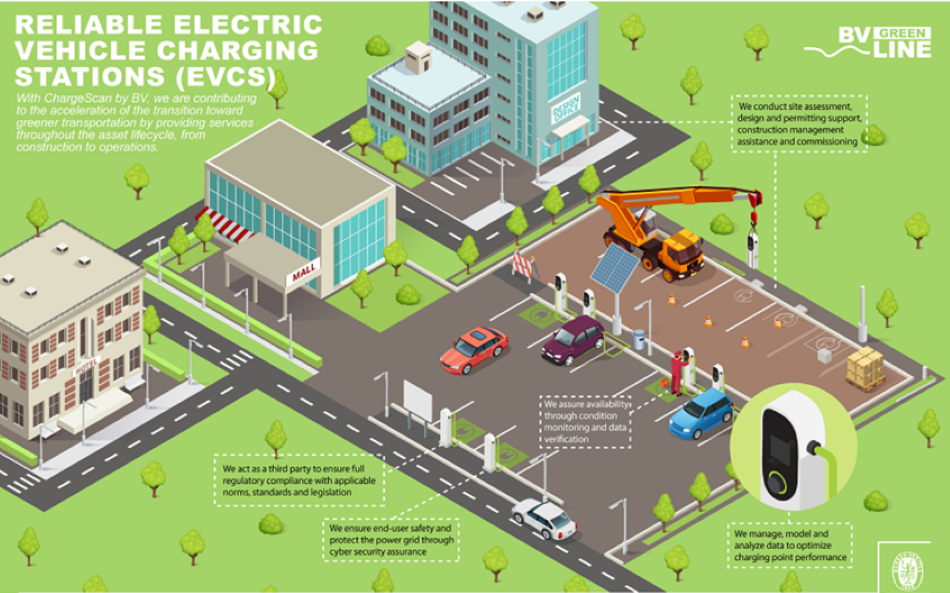 RELIABLE ELECTRIC
VEHICLE CHARGING
STATIONS (EVCS)
With ChargeScan by BV, we are contributing
to the acceleration of the transition toward
greener transportation by providing services
throughout the asset lifecycle, from
construction to operations.
BV GREEN
LINE
DESIGN
OFFICE
We conduct site assessment,
design and permitting support,
construction management
assistance and commissioning
MALL
HOTEL
We assure availability
through condition
monitoring and data
verification
We act as a third party to ensure full
regulatory compliance with applicable
norms, standards and legislation
We ensure end-user safety and
protect the power grid through
cyber security assurance
We manage, model and
analyze data to optimize
charging point performance